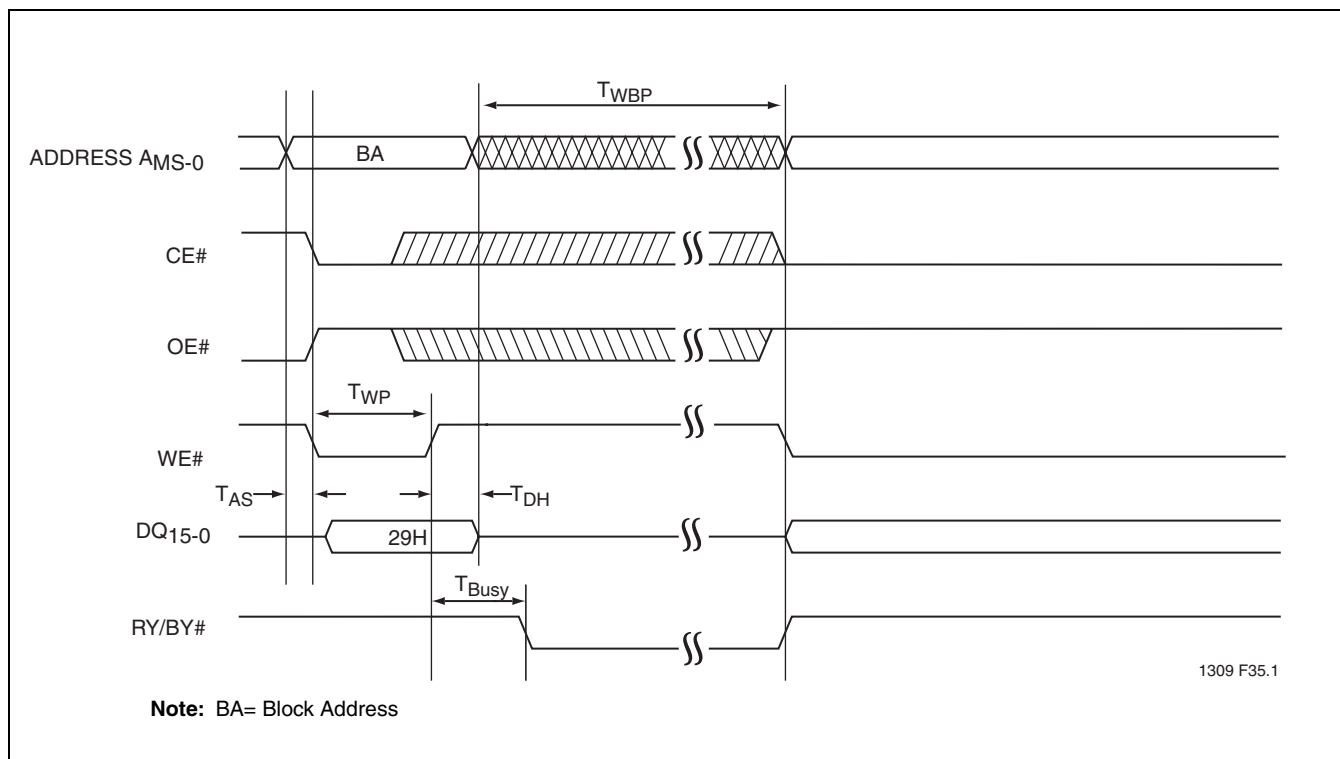 TWBP
ADDRESS AMS-0
BA
CE#
OE#
TWP
WE#
TAS
TDH
DQ15-0
29H
TBusy
RY/BY#
1309 F35.1
Note: BA= Block Address